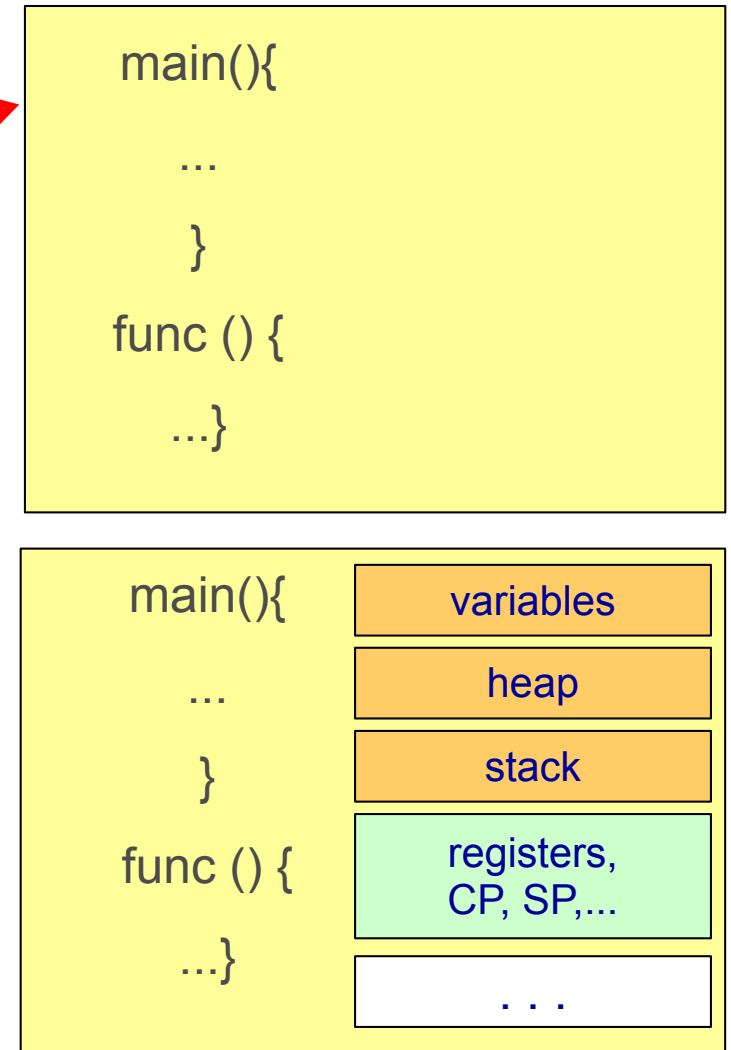 main(){
...
}
func () {
...}
main(){
...
}
func () {
...}
variables
heap
stack
registers,
CP, SP,...
. . .